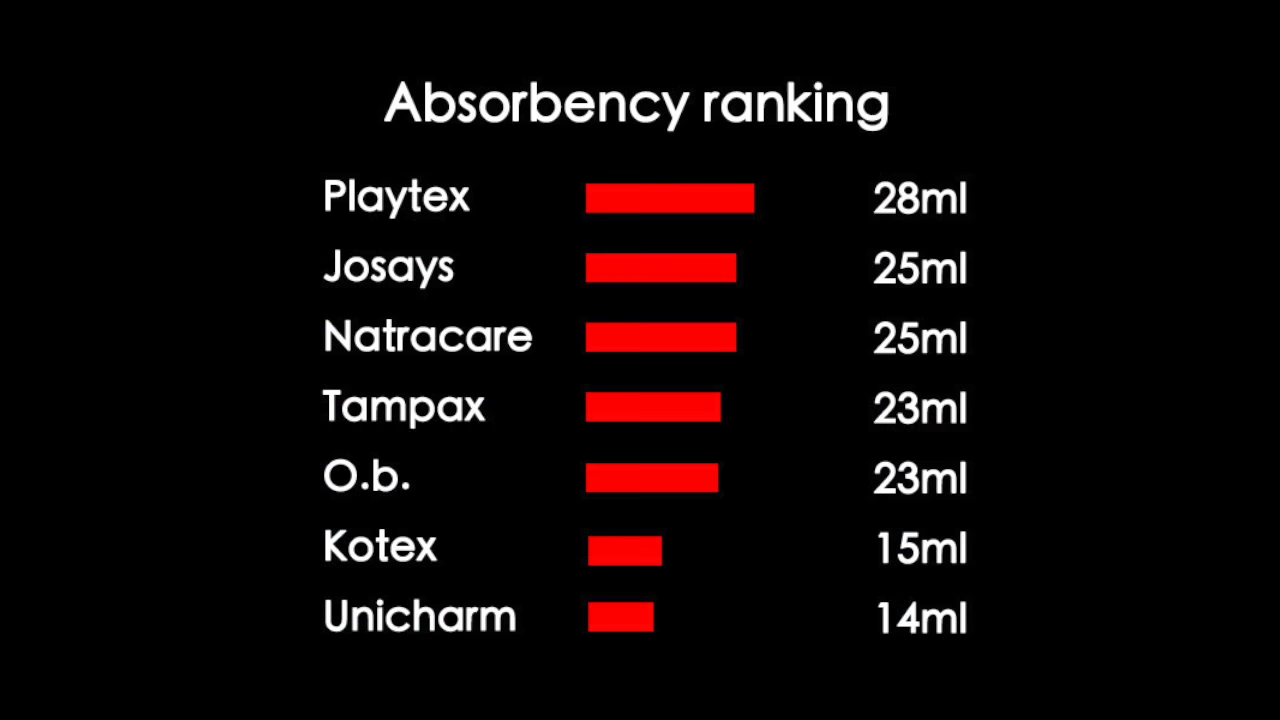 Absorbency ranking
Playtex 28ml
Josays 25ml
Natracare 25ml
Tampax 23ml
O.b. 23ml
Kotex 15ml
Unicharm 14ml